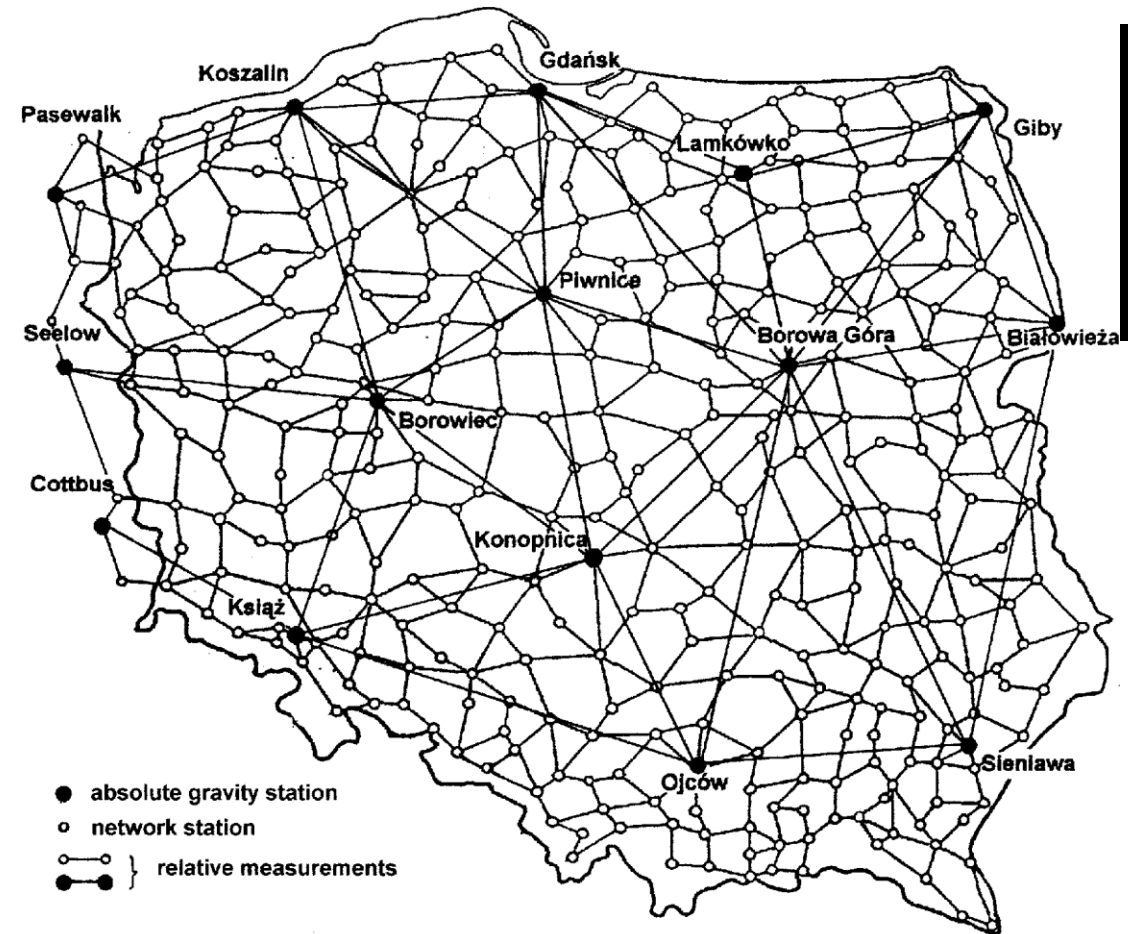 Gdańsk
Koszalin
Pasewalk
Giby
Lamkówko
Piwnice
Seelow
Borowa Góra
Białowieża
Borowiec
Cottbus
Konopnica
Książ
Sieniawa
Ojców
absolute gravity station
network station
relative measurements